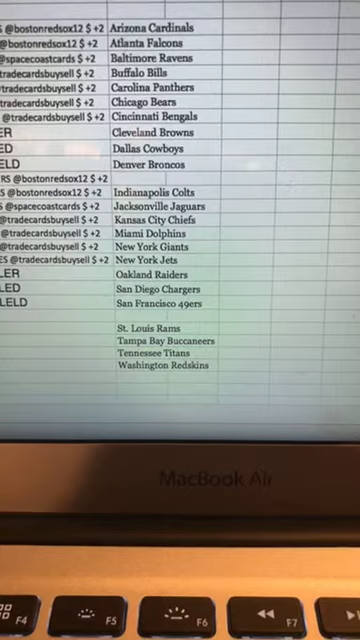 @bostonredsox12 $ +2 Arizona Cardinals
@bostonredsox12 $ +2 Atlanta Falcons
@spacecoastcards $ +2 Baltimore Ravens
tradecardsbuysell $ +2 Buffalo Bills
tradecardsbuysell $ +2 Carolina Panthers
tradecardsbuysell $ +2 Chicago Bears
@tradecardsbuysell $ +2 Cincinnati Bengals
ER Cleveland Browns
ED Dallas Cowboys
ELD Denver Broncos
RS @bostonredsox12 $ +2
S @bostonredsox12 $ +2 Indianapolis Colts
S @spacecoastcards $ +2 Jacksonville Jaguars
@tradecardsbuysell $ +2 Kansas City Chiefs
@tradecardsbuysell $ +2 Miami Dolphins
@tradecardsbuysell $ +2 New York Giants
ES @tradecardsbuysell $ +2 New York Jets
LER Oakland Raiders
LED San Diego Chargers
LELD San Francisco 49ers
St. Louis Rams
Tampa Bay Buccaneers
Tennessee Titans
Washington Redskins
MacBook Air
F4 F5 F6 F7